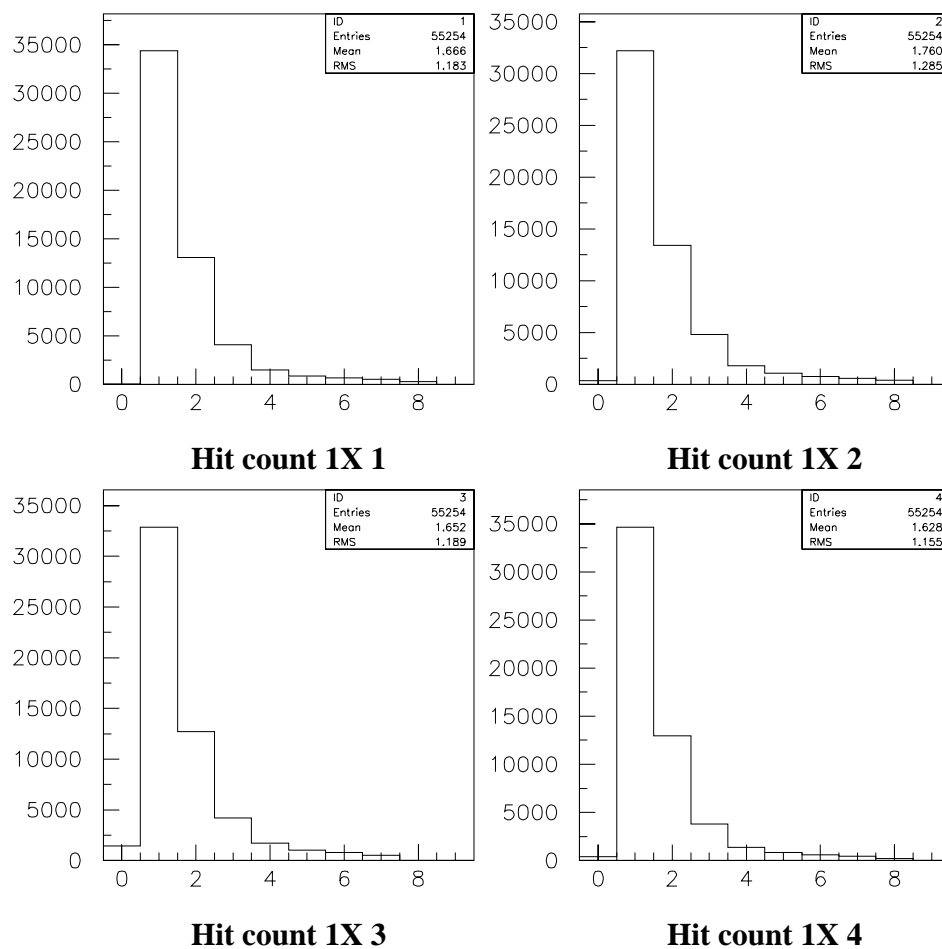 ID 1
Entries 55254
Mean 1.666
RMS 1.183
35000
30000
25000
20000
15000
10000
5000
0
0 2 4 6 8
Hit count 1X 1
ID 2
Entries 55254
Mean 1.760
RMS 1.285
35000
30000
25000
20000
15000
10000
5000
0
0 2 4 6 8
Hit count 1X 2
ID 3
Entries 55254
Mean 1.652
RMS 1.189
35000
30000
25000
20000
15000
10000
5000
0
0 2 4 6 8
Hit count 1X 3
ID 4
Entries 55254
Mean 1.628
RMS 1.155
35000
30000
25000
20000
15000
10000
5000
0
0 2 4 6 8
Hit count 1X 4